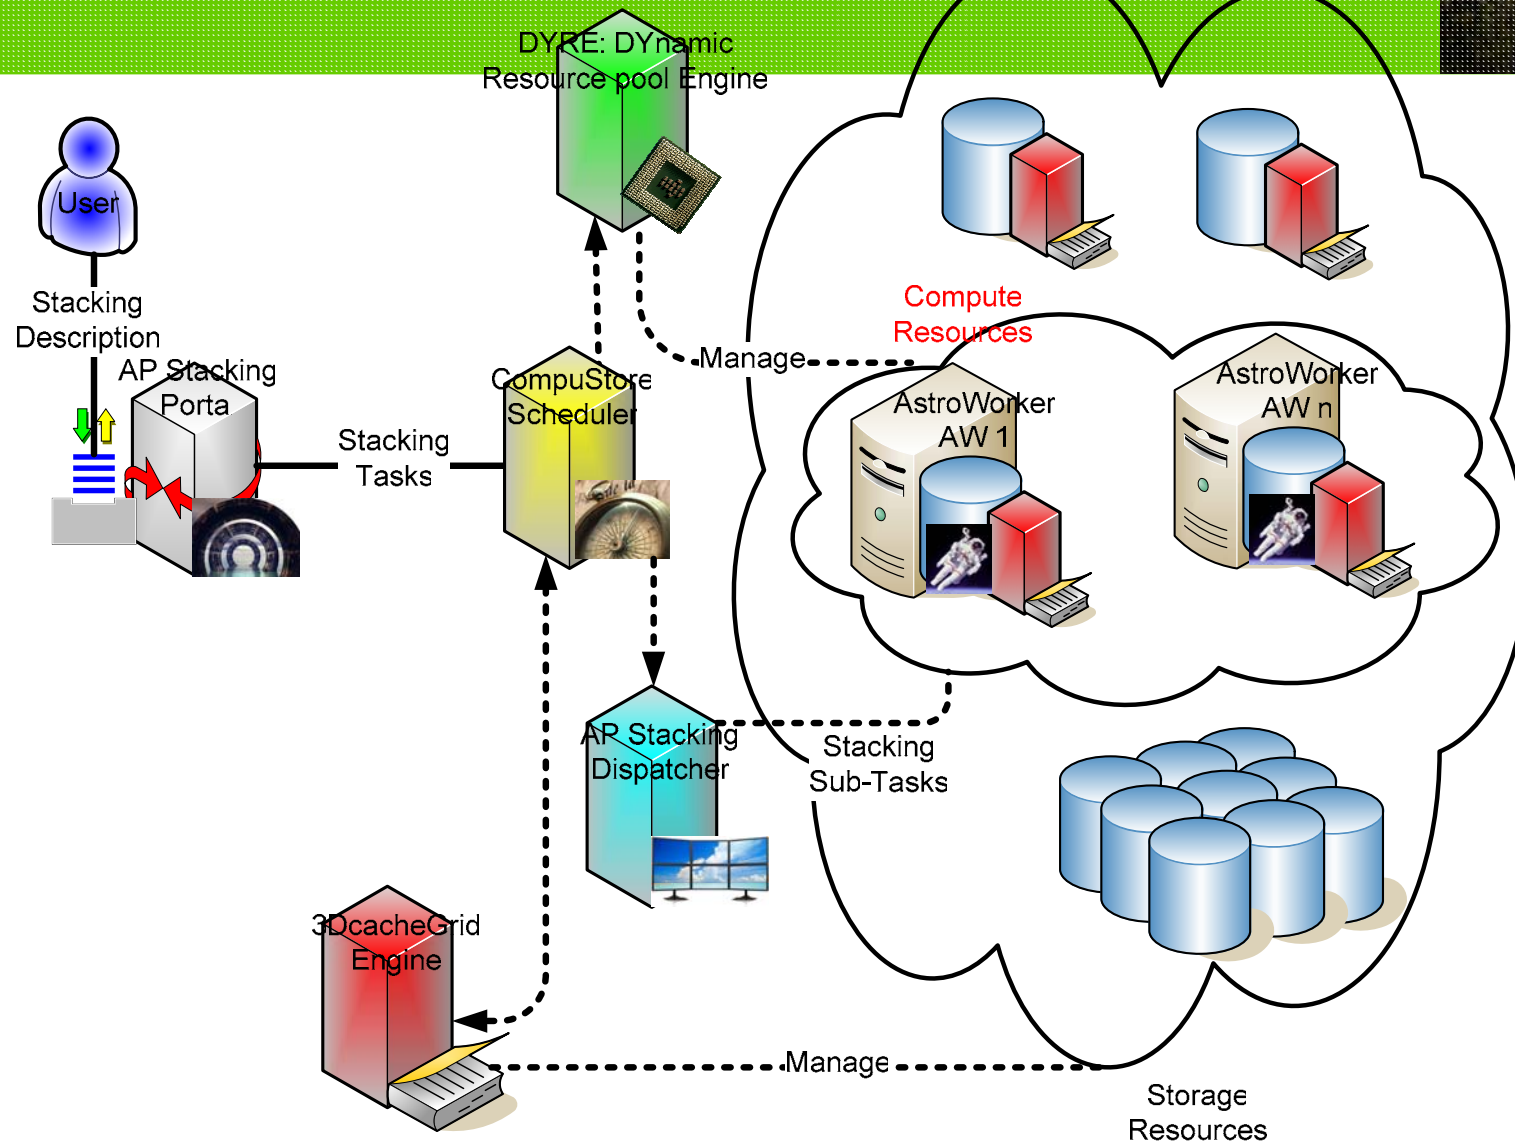 DYRE: DYnamic
Resource pool Engine
User
Stacking
Description
AP Stacking
Porta
CompuStore
Scheduler
Stacking
Tasks
Manage
Compute
Resources
AstroWorker
AW 1
AstroWorker
AW n
AP Stacking
Dispatcher
Stacking
Sub-Tasks
3DcacheGrid
Engine
Manage
Storage
Resources